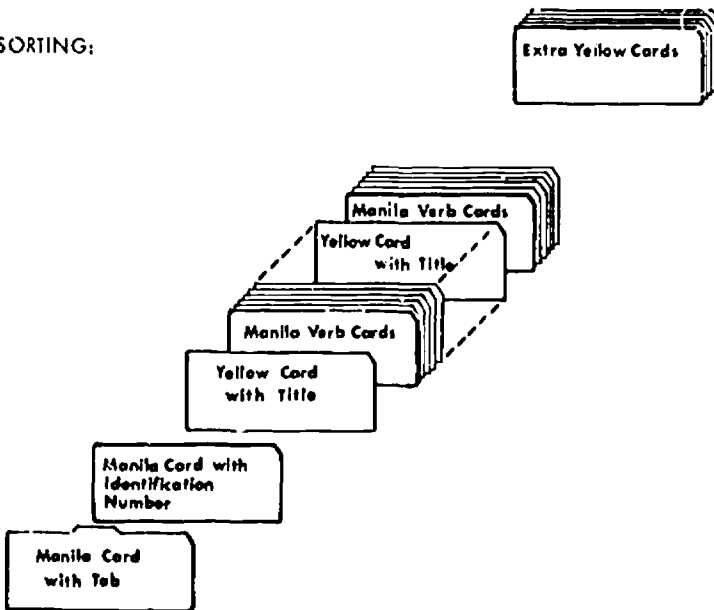 SORTING:
Extra Yellow Cards
Manila Verb Cards
Yellow Card
with Title
Manila Verb Cards
Yellow Card
with Title
Manila Card with
Identification
Number
Manila Card
with Tab